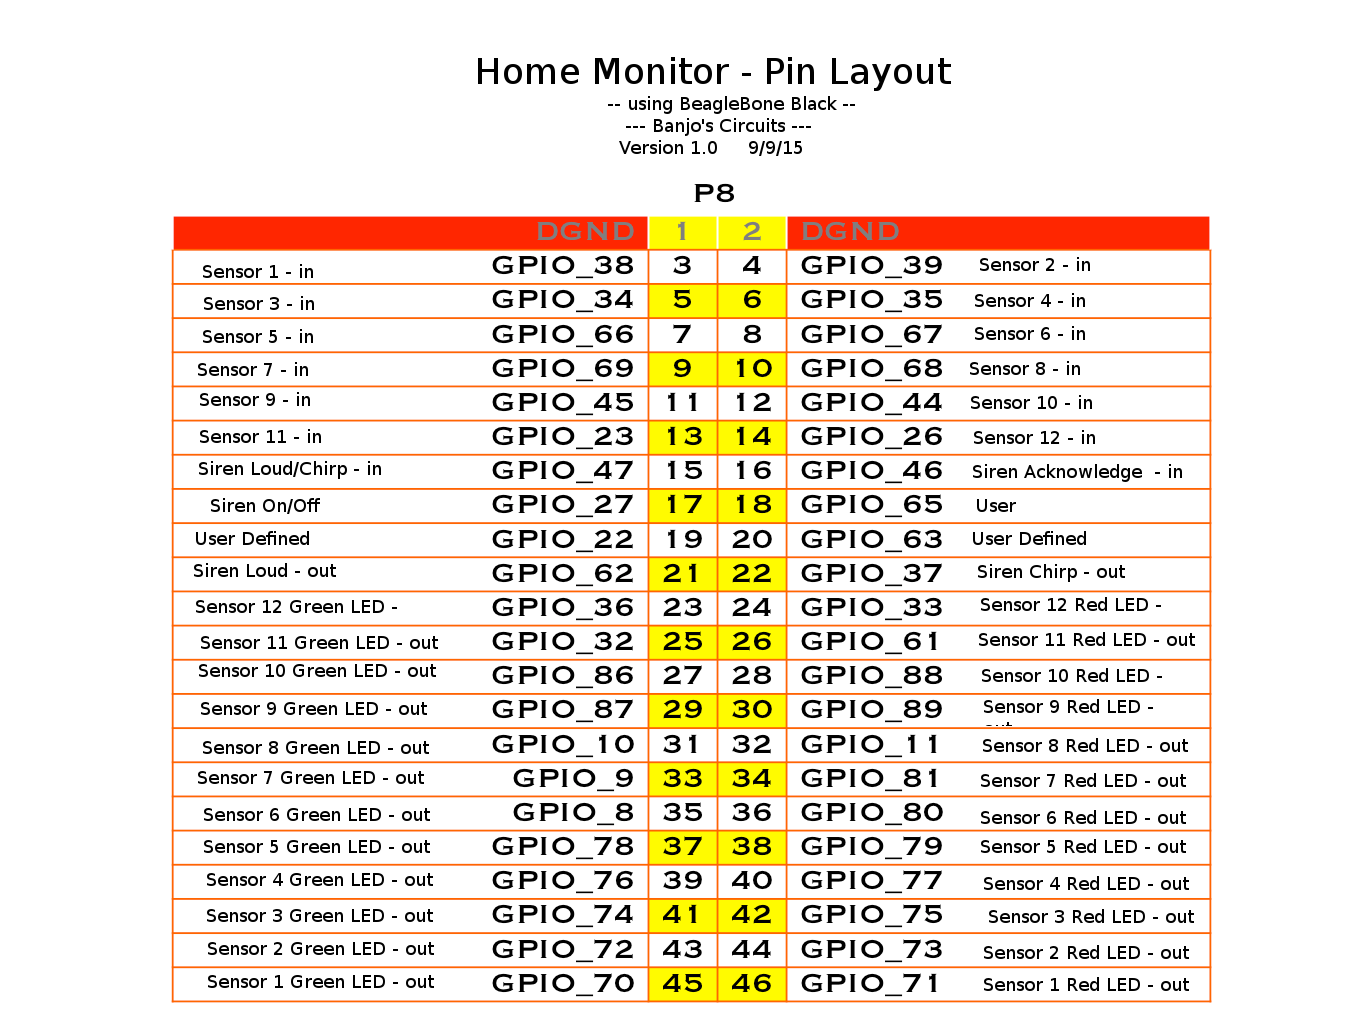 Home Monitor - Pin Layout
-- using BeagleBone Black --
--- Banjo's Circuits ---
Version 1.0 9/9/15
P8
DGND 1 2 DGND
Sensor 1 - in GPIO_38 3 4 GPIO_39 Sensor 2 - in
Sensor 3 - in GPIO_34 5 6 GPIO_35 Sensor 4 - in
Sensor 5 - in GPIO_66 7 8 GPIO_67 Sensor 6 - in
Sensor 7 - in GPIO_69 9 10 GPIO_68 Sensor 8 - in
Sensor 9 - in GPIO_45 11 12 GPIO_44 Sensor 10 - in
Sensor 11 - in GPIO_23 13 14 GPIO_26 Sensor 12 - in
Siren Loud/Chirp - in GPIO_47 15 16 GPIO_46 Siren Acknowledge - in
Siren On/Off GPIO_27 17 18 GPIO_65 User
User Defined GPIO_22 19 20 GPIO_63 User Defined
Siren Loud - out GPIO_62 21 22 GPIO_37 Siren Chirp - out
Sensor 12 Green LED - GPIO_36 23 24 GPIO_33 Sensor 12 Red LED -
Sensor 11 Green LED - out GPIO_32 25 26 GPIO_61 Sensor 11 Red LED - out
Sensor 10 Green LED - out GPIO_86 27 28 GPIO_88 Sensor 10 Red LED -
Sensor 9 Green LED - out GPIO_87 29 30 GPIO_89 Sensor 9 Red LED -
Sensor 8 Green LED - out GPIO_10 31 32 GPIO_11 Sensor 8 Red LED - out
Sensor 7 Green LED - out GPIO_9 33 34 GPIO_81 Sensor 7 Red LED - out
Sensor 6 Green LED - out GPIO_8 35 36 GPIO_80 Sensor 6 Red LED - out
Sensor 5 Green LED - out GPIO_78 37 38 GPIO_79 Sensor 5 Red LED - out
Sensor 4 Green LED - out GPIO_76 39 40 GPIO_77 Sensor 4 Red LED - out
Sensor 3 Green LED - out GPIO_74 41 42 GPIO_75 Sensor 3 Red LED - out
Sensor 2 Green LED - out GPIO_72 43 44 GPIO_73 Sensor 2 Red LED - out
Sensor 1 Green LED - out GPIO_70 45 46 GPIO_71 Sensor 1 Red LED - out